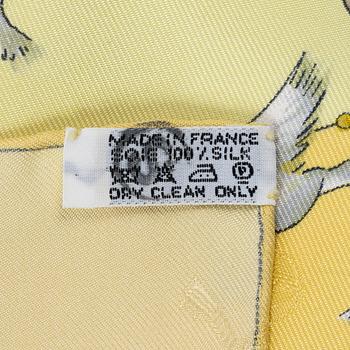 MADE IN FRANCE
SOIE 100% SILK
DRY CLEAN ONLY